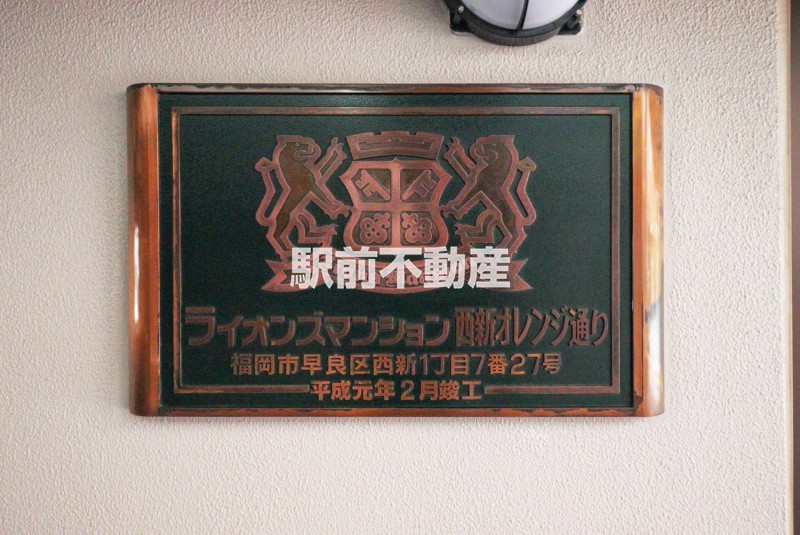 駅前不動産
ライオンズマンション西新オレンジ通り
福岡市早良区西新1丁目7番27号
平成元年2月竣工